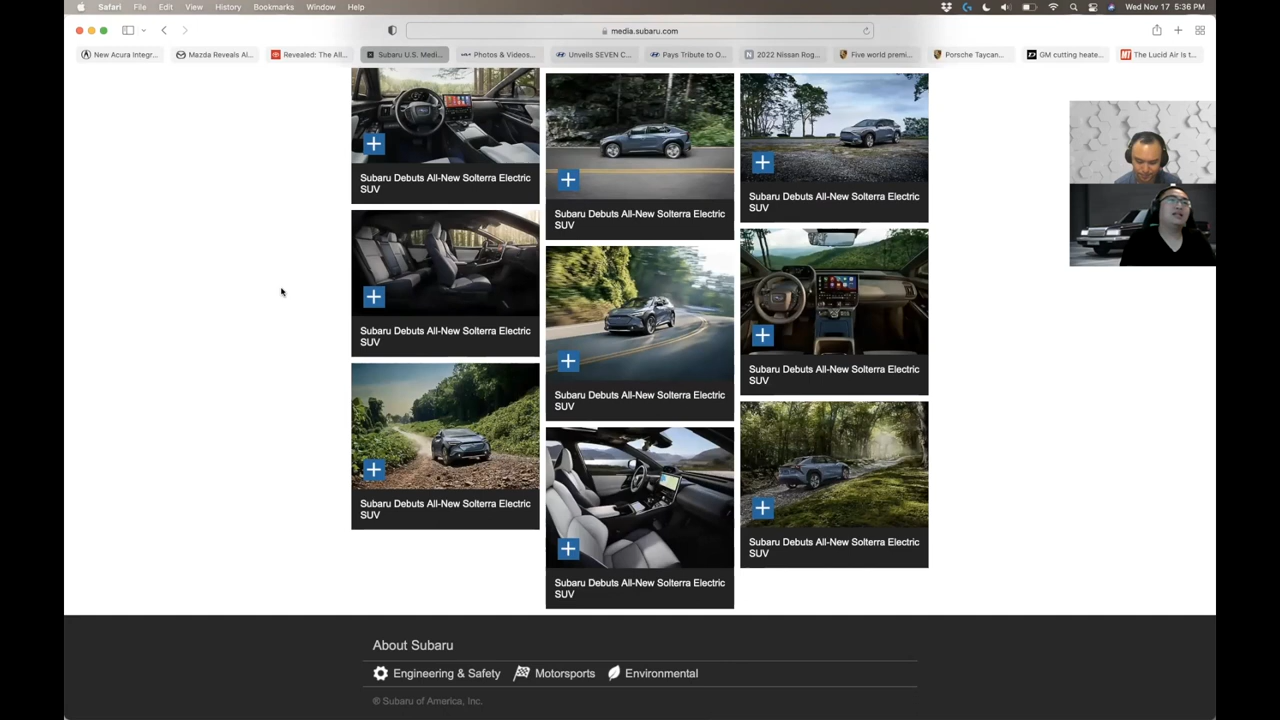 Safari File Edit View History Bookmarks Window Help
Wed Nov 17 5:36 PM
media.subaru.com
New Acura Integr...
Mazda Reveals Al...
Revealed: The All...
Subaru U.S. Medi...
Photos & Videos...
Unveils SEVEN C...
Pays Tribute to O...
2022 Nissan Rog...
Five world premi...
Porsche Taycan...
GM cutting heate...
The Lucid Air is t...
Subaru Debuts All-New Solterra Electric
SUV
Subaru Debuts All-New Solterra Electric
SUV
Subaru Debuts All-New Solterra Electric
SUV
Subaru Debuts All-New Solterra Electric
SUV
Subaru Debuts All-New Solterra Electric
SUV
Subaru Debuts All-New Solterra Electric
SUV
Subaru Debuts All-New Solterra Electric
SUV
Subaru Debuts All-New Solterra Electric
SUV
Subaru Debuts All-New Solterra Electric
SUV
About Subaru
Engineering & Safety
Motorsports
Environmental
® Subaru of America, Inc.